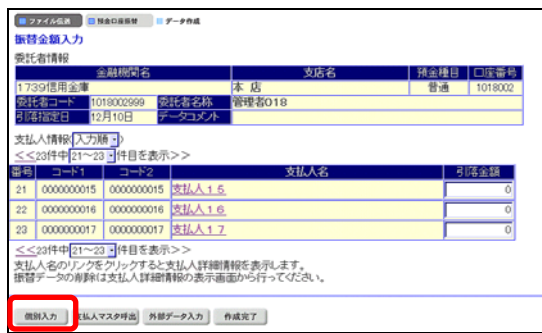 ファイル伝送 預金口座振替 データ作成
振替金額入力
委託者情報
金融機関名 支店名 預金種目 口座番号
1739信用金庫 本店 普通 1018002
委託者コード 1018002999 委託者名称 管理者018
引落指定日 12月10日 データコメント
支払人情報(入力順)
<<23件中21～23件目を表示>>
番号 コード1 コード2 支払人名 引落金額
21 0000000015 0000000015 支払人１５ 0
22 0000000016 0000000016 支払人１６ 0
23 0000000017 0000000017 支払人１７ 0
<<23件中21～23件目を表示>>
支払人名のリンクをクリックすると支払人詳細情報を表示します。
振替データの削除は支払人詳細情報の表示画面から行ってください。
個別入力 支払人マスタ呼出 外部データ入力 作成完了